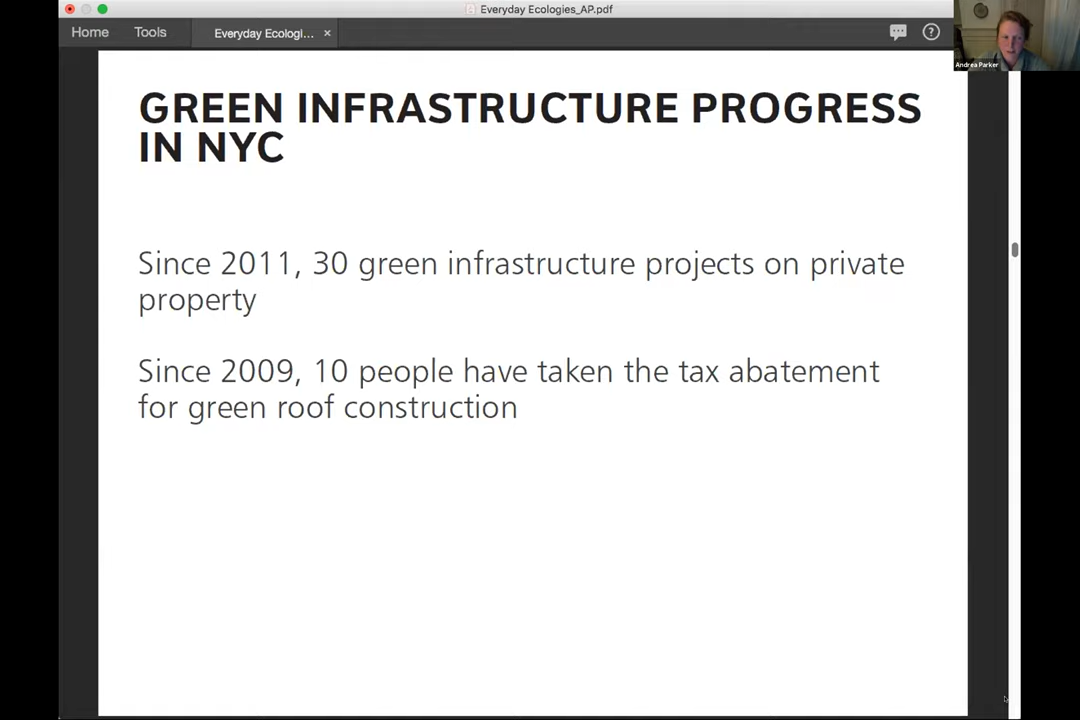 Everyday Ecologies_AP.pdf
Home
Tools
Everyday Ecologi...
Andrea Parker
GREEN INFRASTRUCTURE PROGRESS
IN NYC
Since 2011, 30 green infrastructure projects on private
property
Since 2009, 10 people have taken the tax abatement
for green roof construction